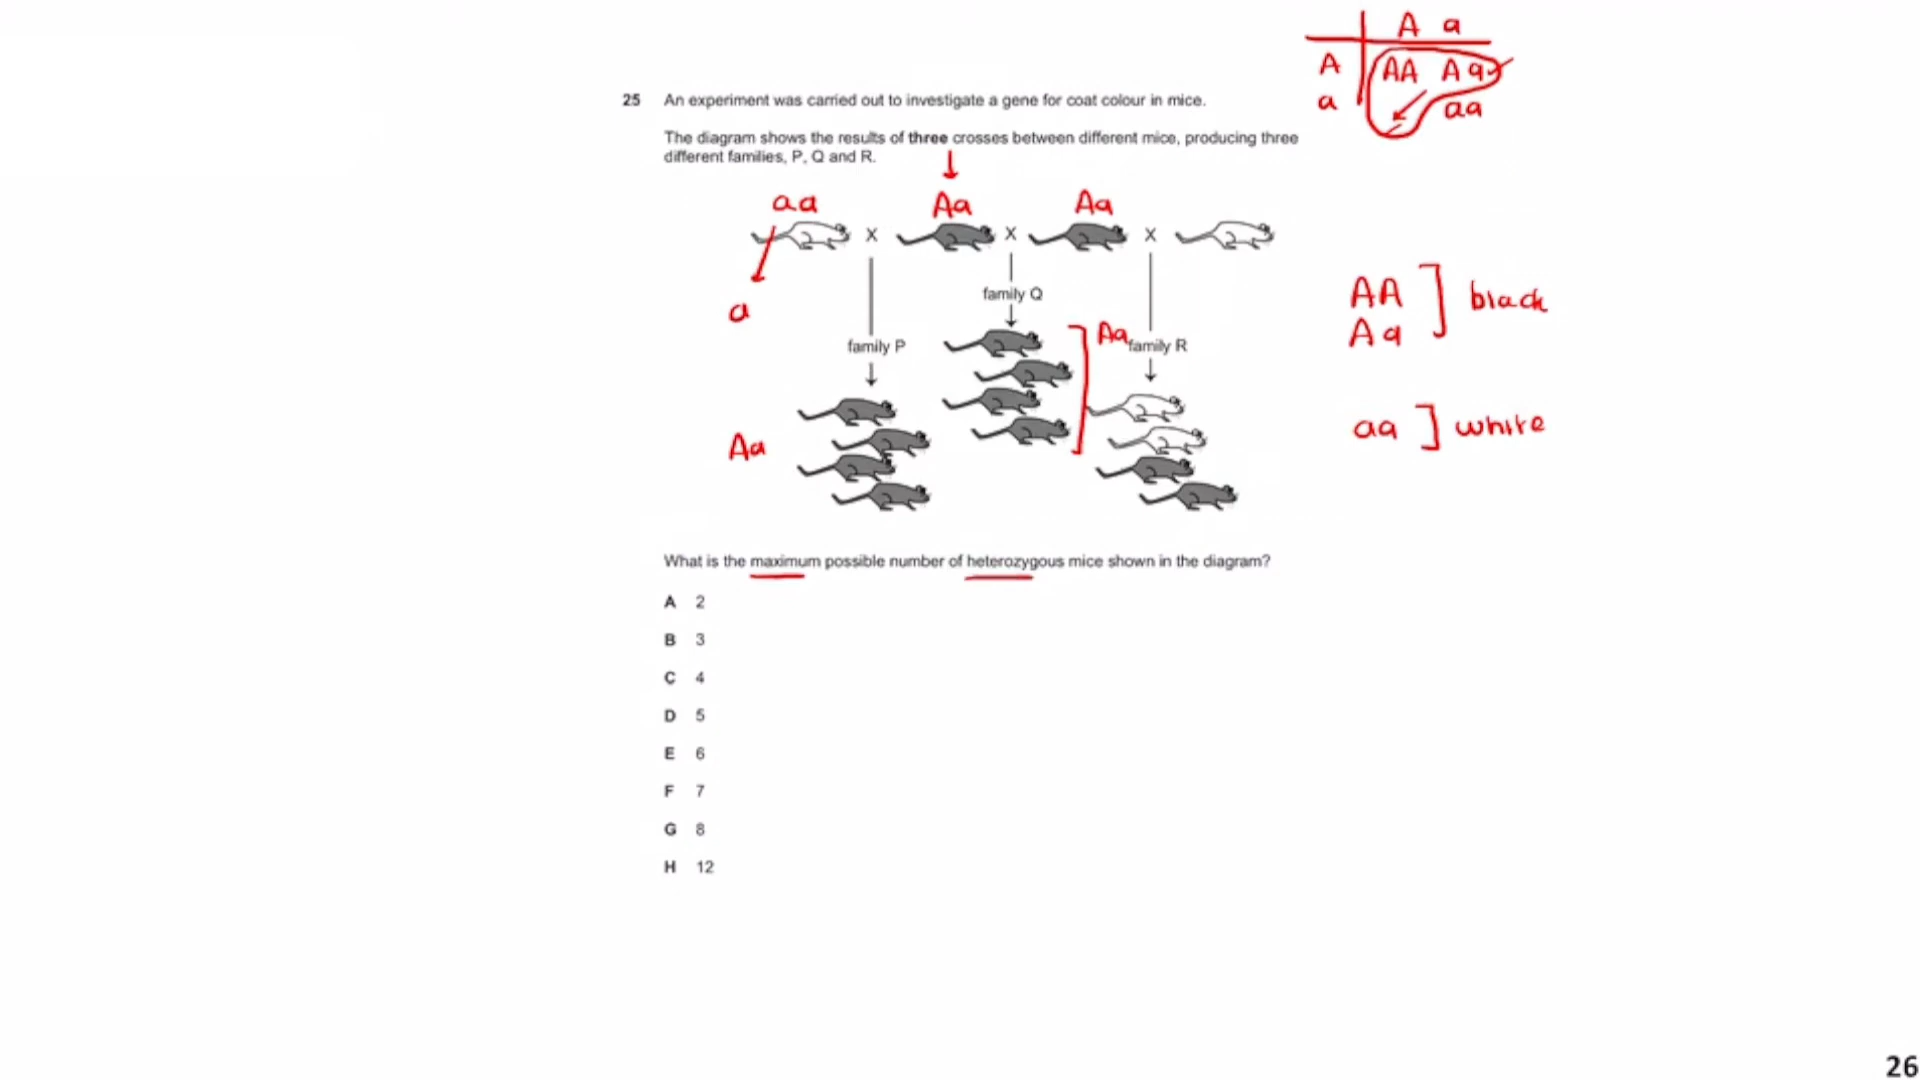 A a
A AA Aa
a aa
25 An experiment was carried out to investigate a gene for coat colour in mice.
The diagram shows the results of three crosses between different mice, producing three
different families, P, Q and R.
aa Aa Aa
X X X
a
family Q
family P
Aa
family R
Aa
AA
Aa
black
aa
white
What is the maximum possible number of heterozygous mice shown in the diagram?
A 2
B 3
C 4
D 5
E 6
F 7
G 8
H 12
26